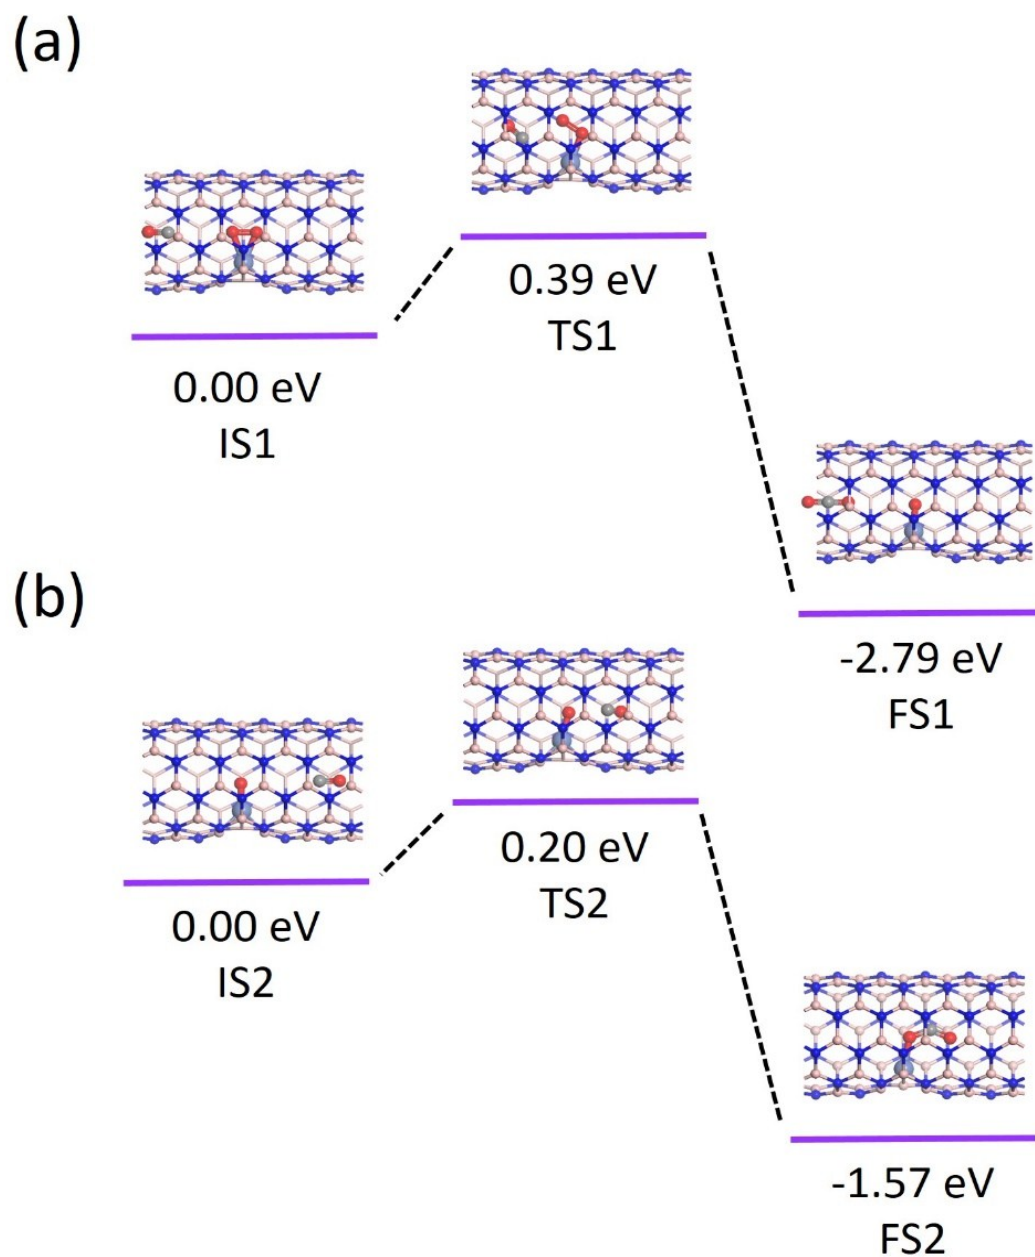 (a)
0.39 eV
TS1
0.00 eV
IS1
-2.79 eV
FS1
(b)
0.20 eV
TS2
0.00 eV
IS2
-1.57 eV
FS2